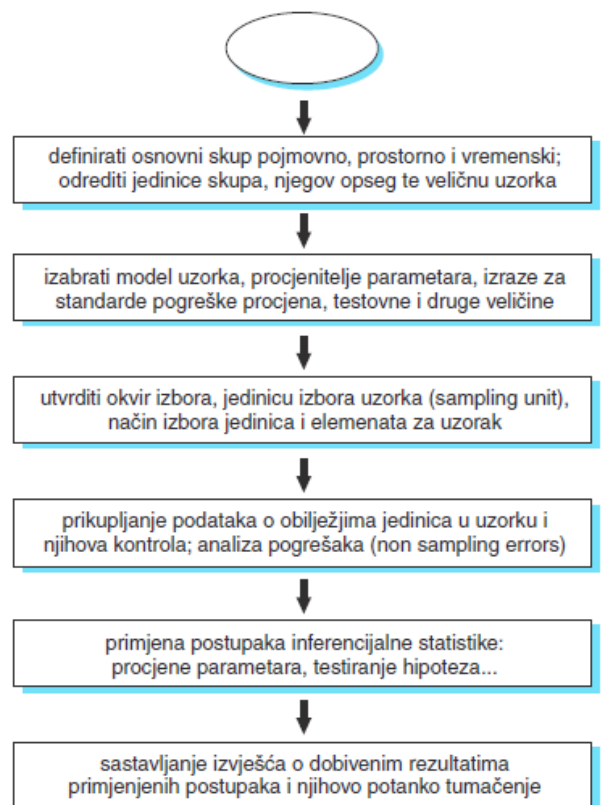 definirati osnovni skup pojmovno, prostorno i vremenski;
odrediti jedinice skupa, njegov opseg te veličnu uzorka
izabrati model uzorka, procjenitelje parametara, izraze za
standarde pogreške procjena, testovne i druge veličine
utvrditi okvir izbora, jedinicu izbora uzorka (sampling unit),
način izbora jedinica i elemenata za uzorak
prikupljanje podataka o obilježjima jedinica u uzorku i
njihova kontrola; analiza pogrešaka (non sampling errors)
primjena postupaka inferencijalne statistike:
procjene parametara, testiranje hipoteza...
sastavljanje izvješća o dobivenim rezultatima
primjenjenih postupaka i njihovo potanko tumačenje